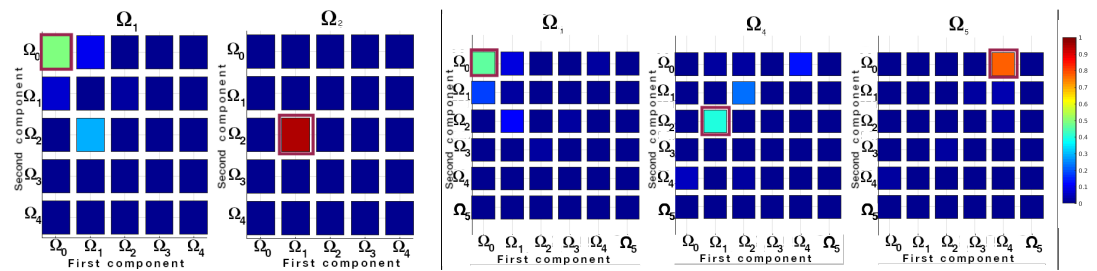 Ω1
Ω0
Ω1
Ω2
Ω3
Ω4
Second component
Ω0 Ω1 Ω2 Ω3 Ω4
First component
Ω2
Ω0
Ω1
Ω2
Ω3
Ω4
Second component
Ω0 Ω1 Ω2 Ω3 Ω4
First component
Ω1
Ω0
Ω1
Ω2
Ω3
Ω4
Ω5
Second component
Ω0 Ω1 Ω2 Ω3 Ω4 Ω5
First component
Ω4
Ω0
Ω1
Ω2
Ω3
Ω4
Ω5
Second component
Ω0 Ω1 Ω2 Ω3 Ω4 Ω5
First component
Ω5
Ω0
Ω1
Ω2
Ω3
Ω4
Ω5
Second component
Ω0 Ω1 Ω2 Ω3 Ω4 Ω5
First component
1
0.9
0.8
0.7
0.6
0.5
0.4
0.3
0.2
0.1
0